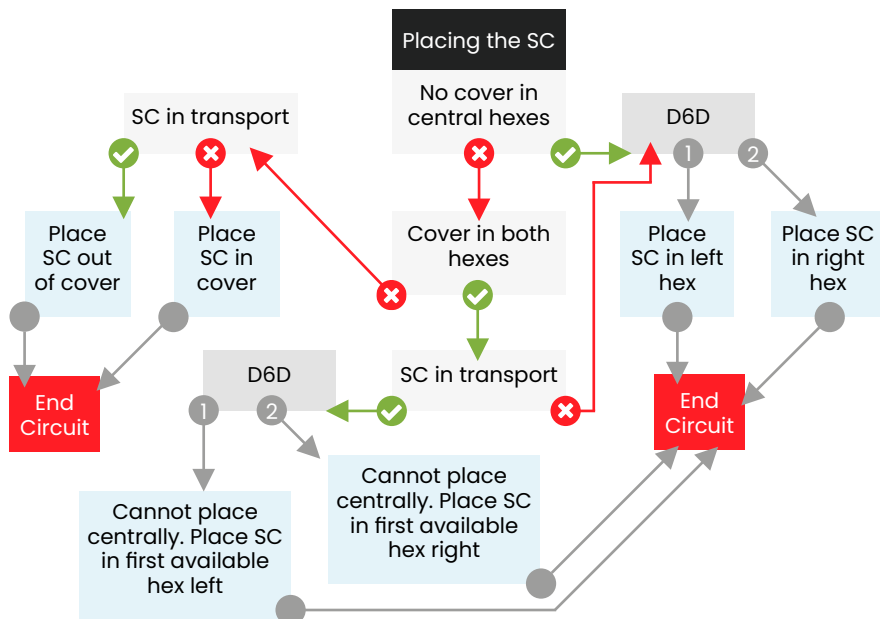 Placing the SC
No cover in
central hexes
SC in transport
D6D
1
2
Place
SC out
of cover
Place
SC in
cover
Cover in both
hexes
Place
SC in left
hex
Place SC
in right
hex
End
Circuit
D6D
1
2
SC in transport
End
Circuit
Cannot place
centrally. Place SC
in first available
hex right
Cannot place
centrally. Place SC
in first available
hex left